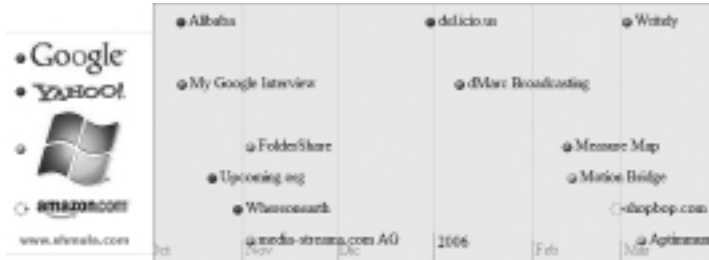 Alibaba del.icio.us Writely
Google
YAHOO!
My Google Interview dMarc Broadcasting
FolderShare Measure Map
Upcoming.org Motion Bridge
amazon.com Whereonearth shopbop.com
www.ehmula.com media-streams.com AG 2006
Oct Nov Dec Feb Mar